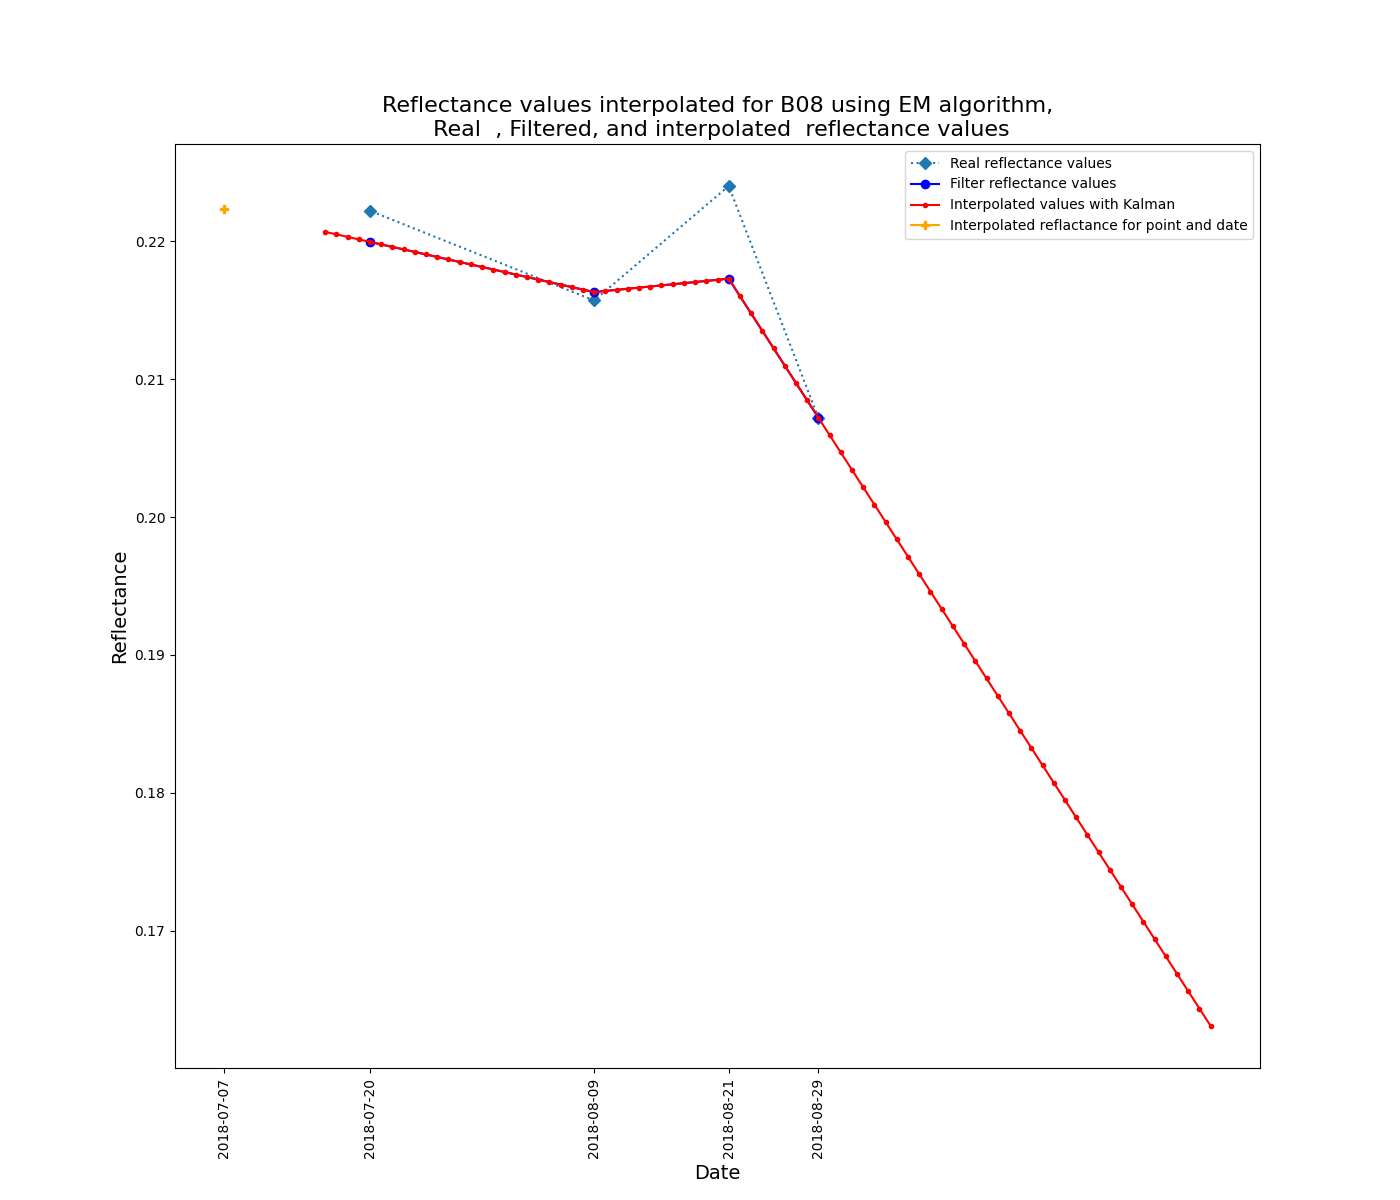 Reflectance values interpolated for B08 using EM algorithm,
Real , Filtered, and interpolated reflectance values
Real reflectance values
Filter reflectance values
Interpolated values with Kalman
Interpolated reflactance for point and date
0.22
0.21
0.20
0.19
0.18
0.17
Reflectance
2018-07-07
2018-07-20
2018-08-09
2018-08-21
2018-08-29
Date